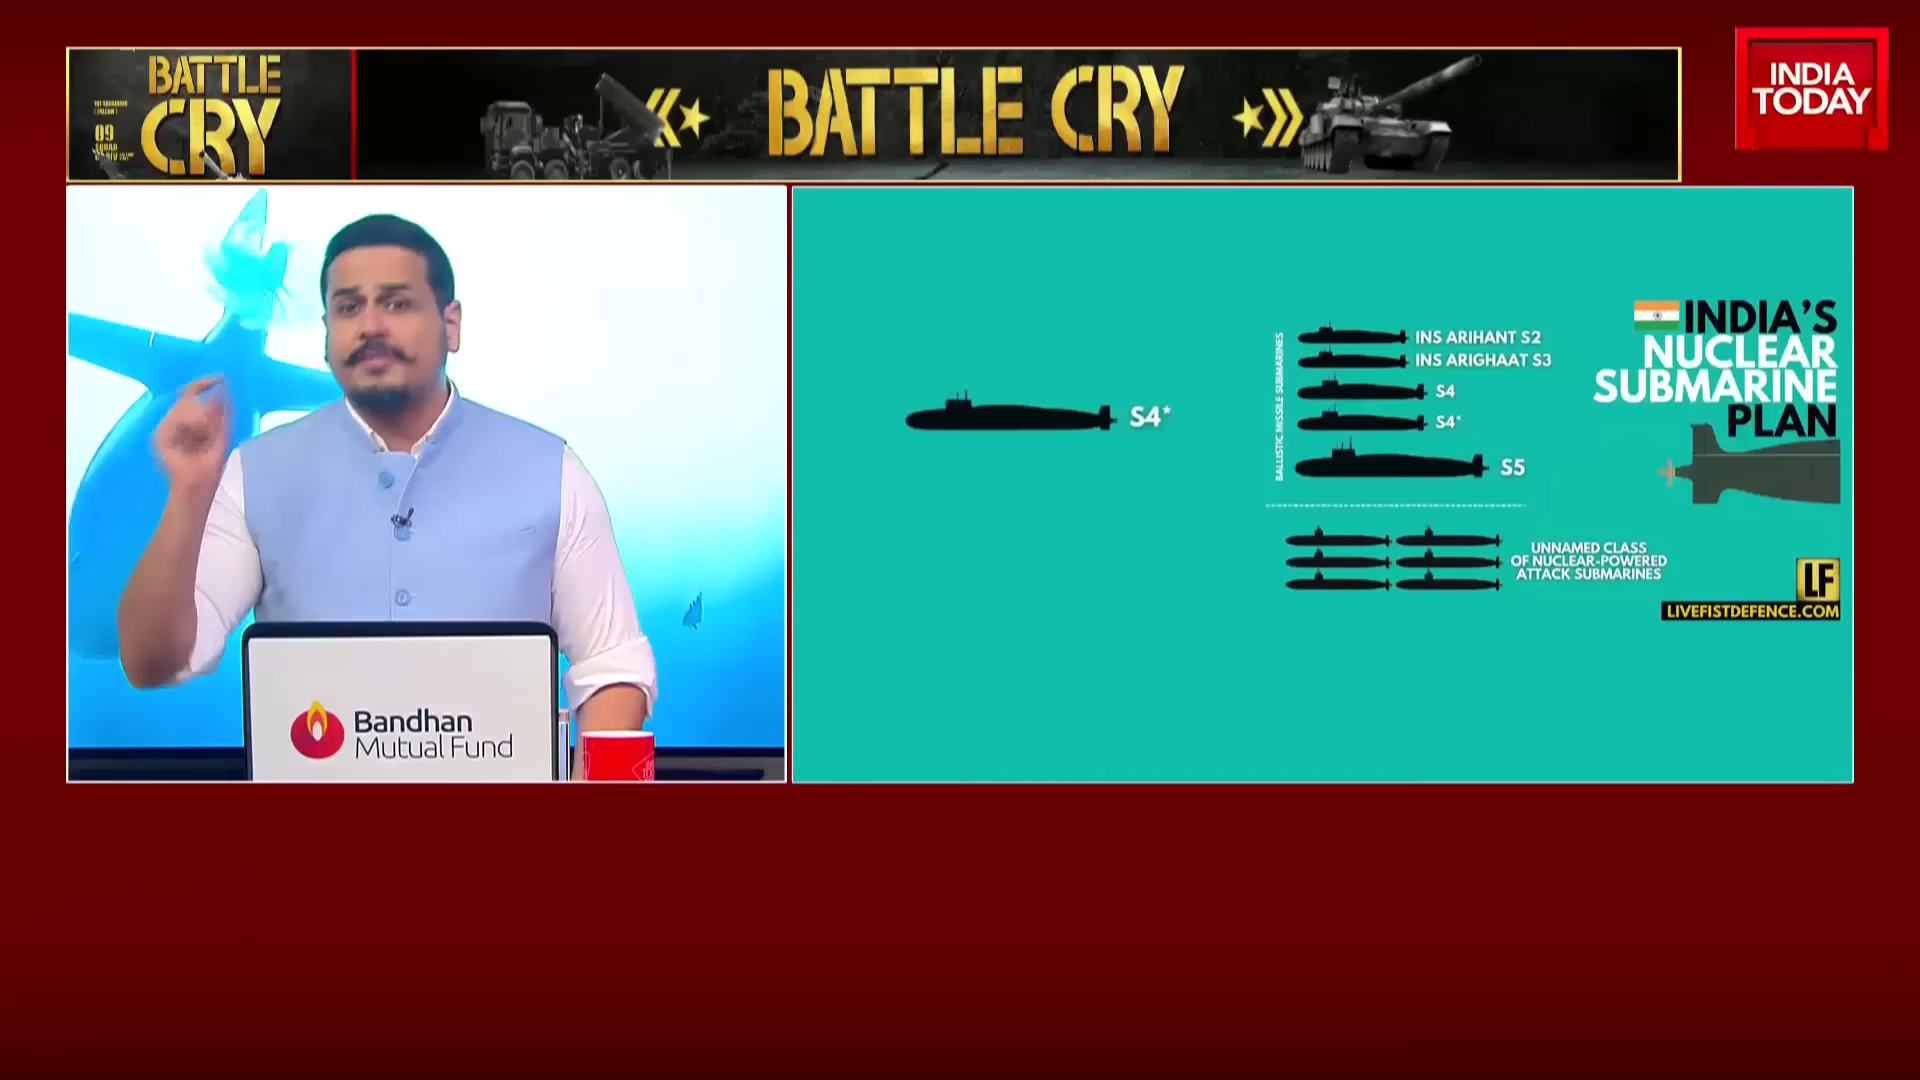 BATTLE
CRY
09
BATTLE CRY
INDIA
TODAY
Bandhan
Mutual Fund
S4*
BALLISTIC MISSILE SUBMARINES
INS ARIHANT S2
INS ARIGHAAT S3
S4
S4*
S5
UNNAMED CLASS
OF NUCLEAR-POWERED
ATTACK SUBMARINES
INDIA'S
NUCLEAR
SUBMARINE
PLAN
LF
LIVEFISTDEFENCE.COM